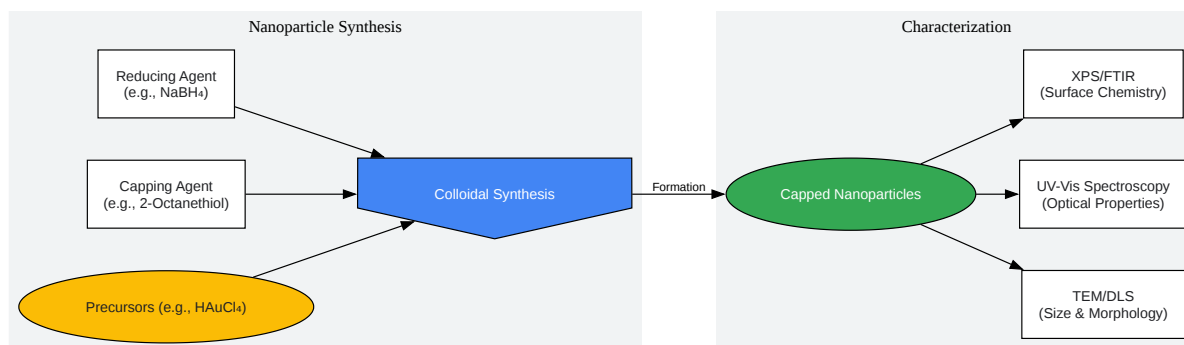 Nanoparticle Synthesis
Reducing Agent
(e.g., NaBH₄)
Capping Agent
(e.g., 2-Octanethiol)
Precursors (e.g., HAuCl₄)
Colloidal Synthesis
Formation
Characterization
Capped Nanoparticles
XPS/FTIR
(Surface Chemistry)
UV-Vis Spectroscopy
(Optical Properties)
TEM/DLS
(Size & Morphology)